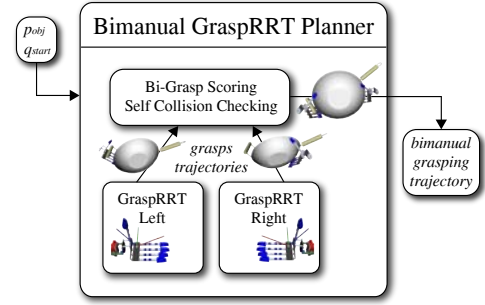 Bimanual GraspRRT Planner
p_obj
q_start
Bi-Grasp Scoring
Self Collision Checking
grasps
trajectories
bimanual
grasping
trajectory
GraspRRT
Left
GraspRRT
Right